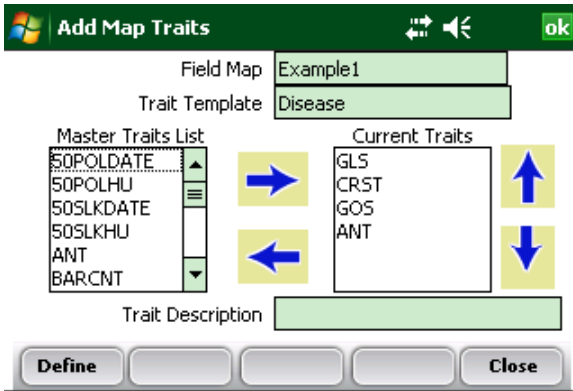 Add Map Traits ok
Field Map Example1
Trait Template Disease
Master Traits List Current Traits
50POLDATE GLS
50POLHU CRST
50SLKDATE GOS
50SLKHU ANT
ANT
BARCNT
Trait Description
Define Close